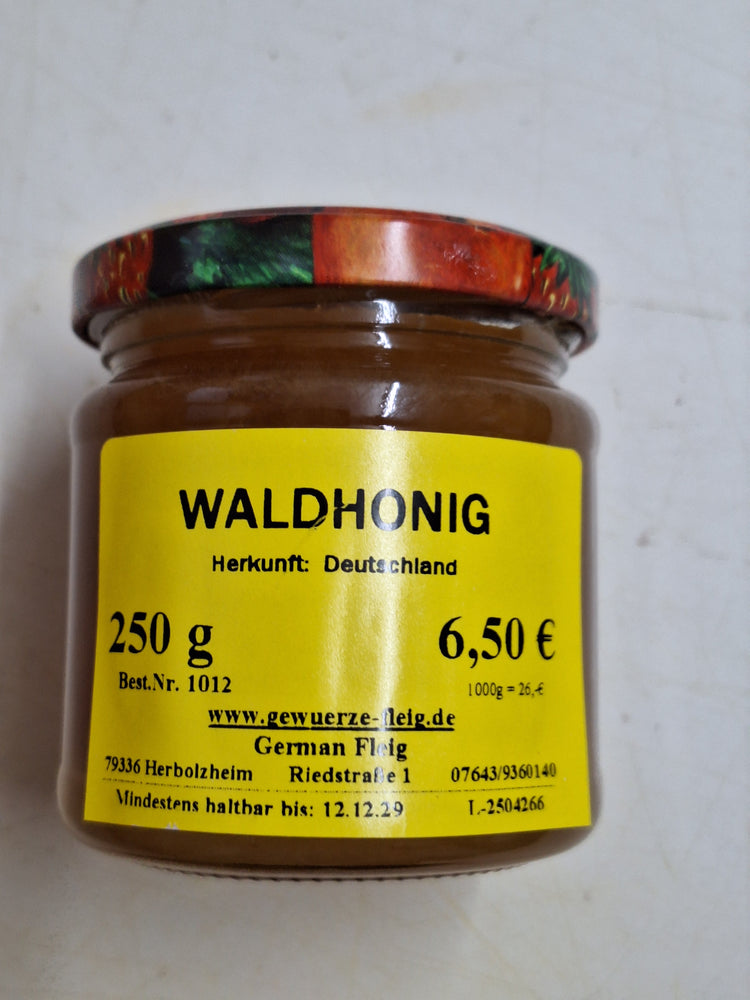 WALDHONIG
Herkunft: Deutschland
250 g 6,50 €
Best.Nr. 1012 1000g = 26,-€
www.gewuerze-fleig.de
German Fleig
79336 Herbolzheim Riedstraße 1 07643/9360140
Mindestens haltbar bis: 12.12.29 L-2504266